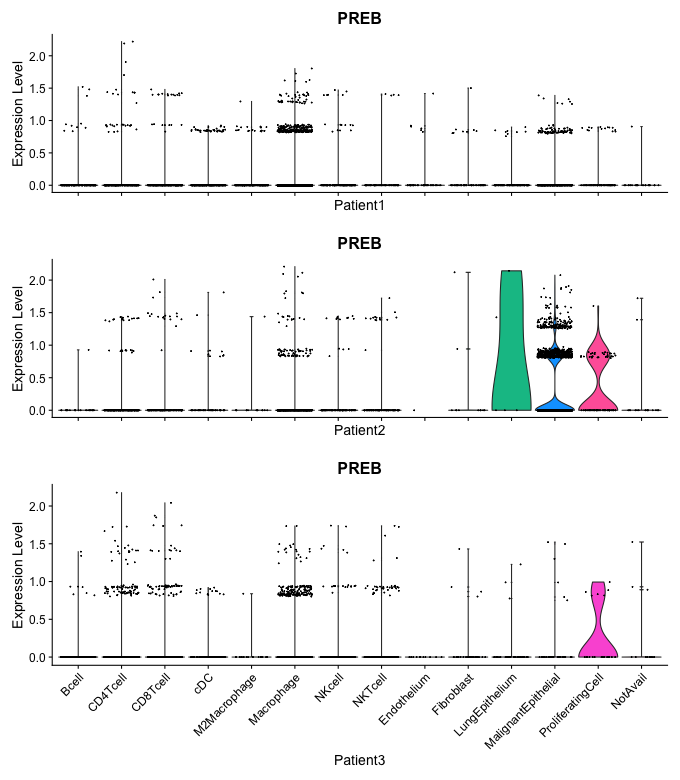 PREB
Expression Level
2.0
1.5
1.0
0.5
0.0
Patient1
PREB
Expression Level
2.0
1.5
1.0
0.5
0.0
Patient2
PREB
Expression Level
2.0
1.5
1.0
0.5
0.0
Bcell
CD4Tcell
CD8Tcell
cDC
M2Macrophage
Macrophage
NKcell
NKTcell
Endothelium
Fibroblast
LungEpithelium
MalignantEpithelial
ProliferatingCell
NotAvail
Patient3